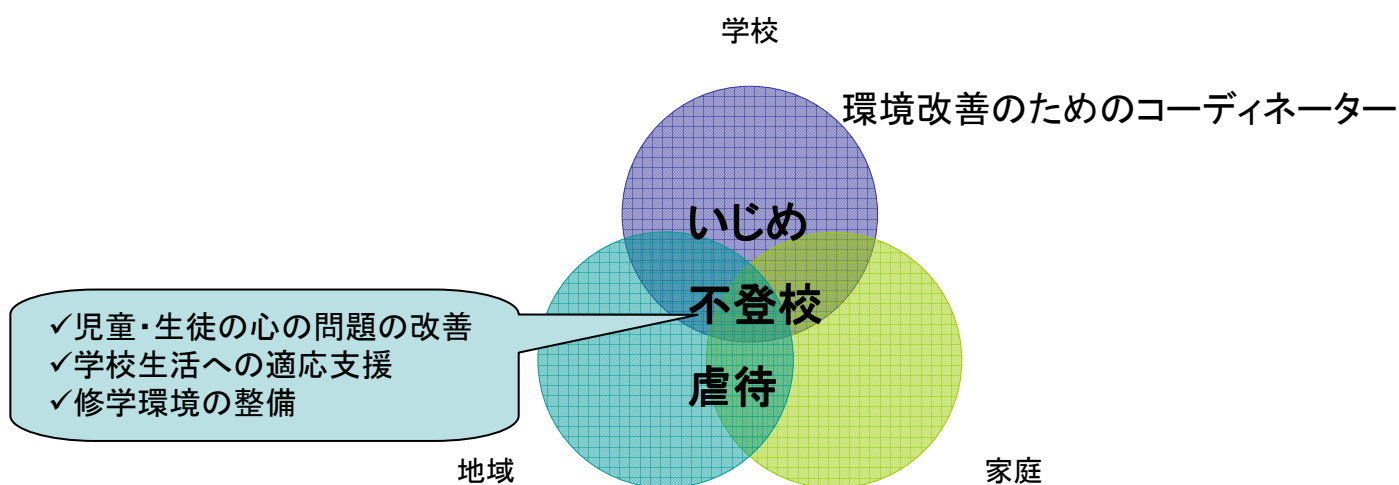 学校
環境改善のためのコーディネーター
いじめ
不登校
✓児童・生徒の心の問題の改善
✓学校生活への適応支援
✓修学環境の整備
虐待
地域
家庭